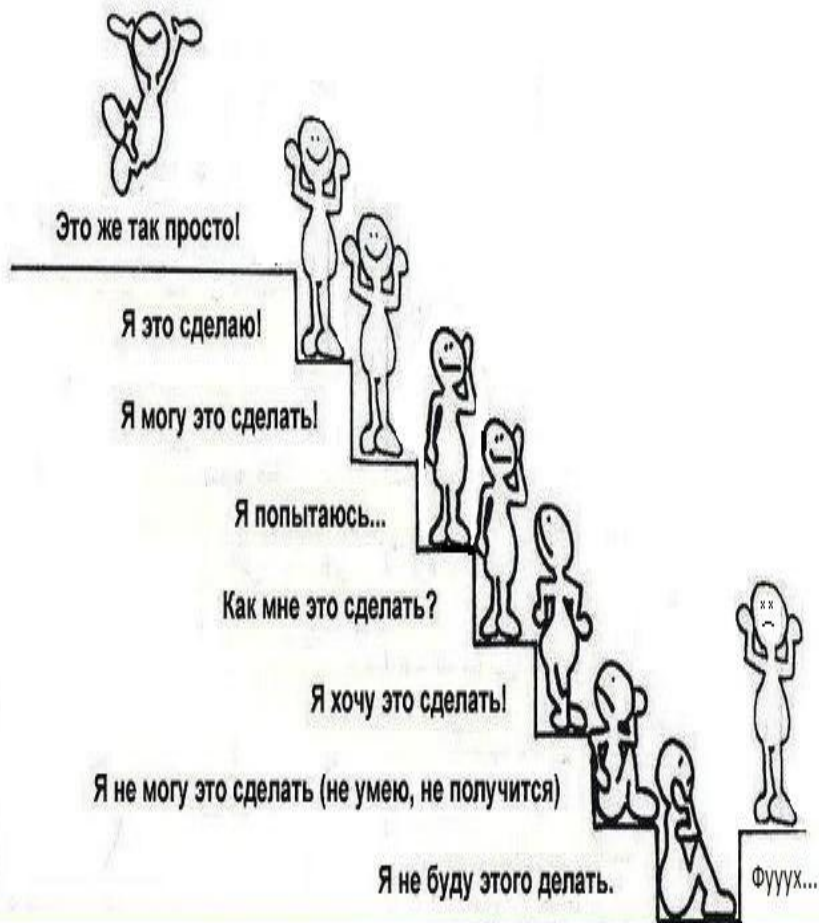 Это же так просто!
Я это сделаю!
Я могу это сделать!
Я попытаюсь...
Как мне это сделать?
Я хочу это сделать!
Я не могу это сделать (не умею, не получится)
Я не буду этого делать.
Фууух...